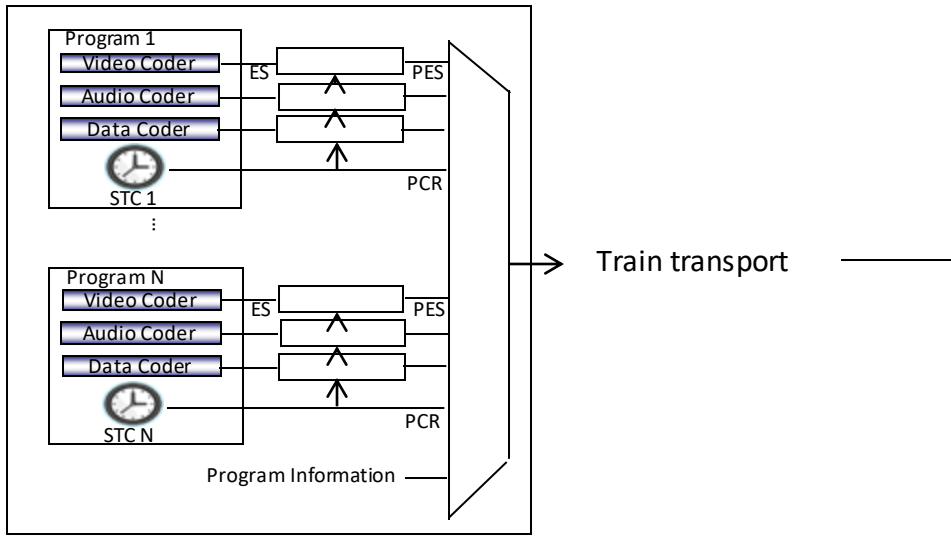 Program 1
Video Coder
ES
PES
Audio Coder
Data Coder
PCR
STC 1
...
Train transport
Program N
Video Coder
ES
PES
Audio Coder
Data Coder
PCR
STC N
Program Information